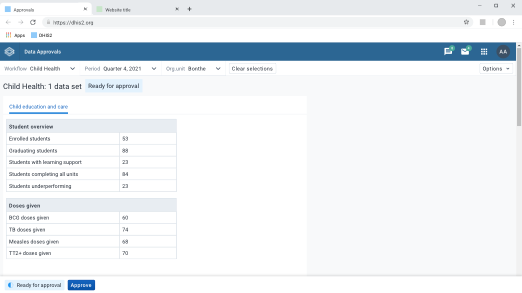 Approvals
Website title
https://dhis2.org
Apps DHIS2
Data Approvals AA
Workflow Child Health Period Quarter 4, 2021 Org.unit: Bonthe Clear selections Options
Child Health: 1 data set Ready for approval
Child education and care
Student overview
Enrolled students 53
Graduating students 88
Students with learning support 23
Students completing all units 84
Students underperforming 23
Doses given
BCG doses given 60
TB doses given 74
Measles doses given 68
TT2+ doses given 70
Ready for approval Approve